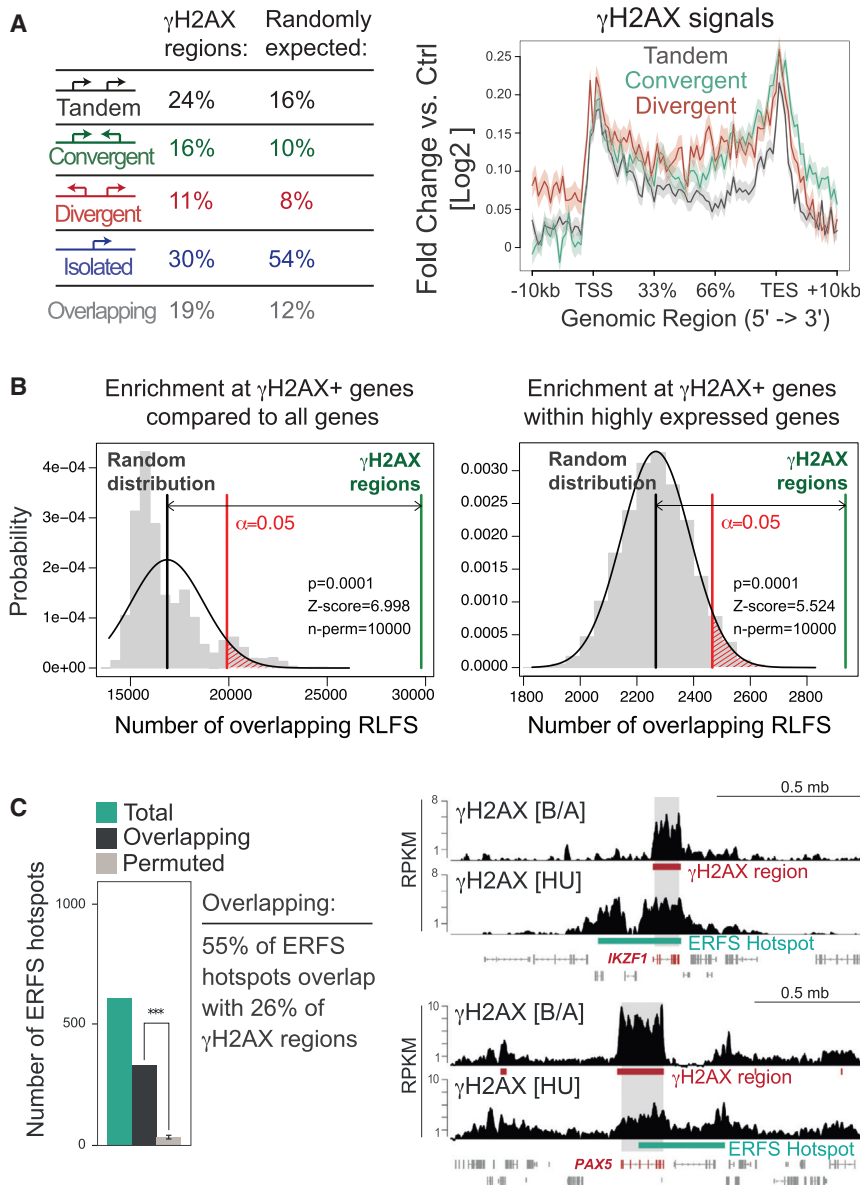 A
γH2AX regions:
Randomly expected:
Tandem 24% 16%
Convergent 16% 10%
Divergent 11% 8%
Isolated 30% 54%
Overlapping 19% 12%
γH2AX signals
Fold Change vs. Ctrl [Log2]
0.25
0.20
0.15
0.10
0.05
0
Tandem
Convergent
Divergent
-10kb TSS 33% 66% TES +10kb
Genomic Region (5' -> 3')
B
Enrichment at γH2AX+ genes
compared to all genes
Probability
4e−04
3e−04
2e−04
1e−04
0e+00
Random
distribution
γH2AX
regions
α=0.05
p=0.0001
Z-score=6.998
n-perm=10000
15000 20000 25000 30000
Number of overlapping RLFS
Enrichment at γH2AX+ genes
within highly expressed genes
0.0030
0.0025
0.0020
0.0015
0.0010
0.0005
0.0000
Random
distribution
γH2AX
regions
α=0.05
p=0.0001
Z-score=5.524
n-perm=10000
1800 2000 2200 2400 2600 2800
Number of overlapping RLFS
C
Total
Overlapping
Permuted
Number of ERFS hotspots
1000
500
0
***
Overlapping:
55% of ERFS
hotspots overlap
with 26% of
γH2AX regions
0.5 mb
RPKM
8
1
γH2AX [B/A]
γH2AX region
8
1
γH2AX [HU]
ERFS Hotspot
IKZF1
0.5 mb
RPKM
10
1
γH2AX [B/A]
γH2AX region
10
1
γH2AX [HU]
ERFS Hotspot
PAX5